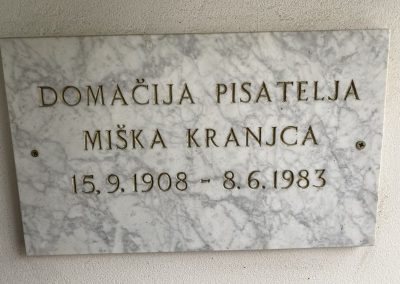 DOMAČIJA PISATELJA
MIŠKA KRANJCA
15.9.1908 - 8.6.1983